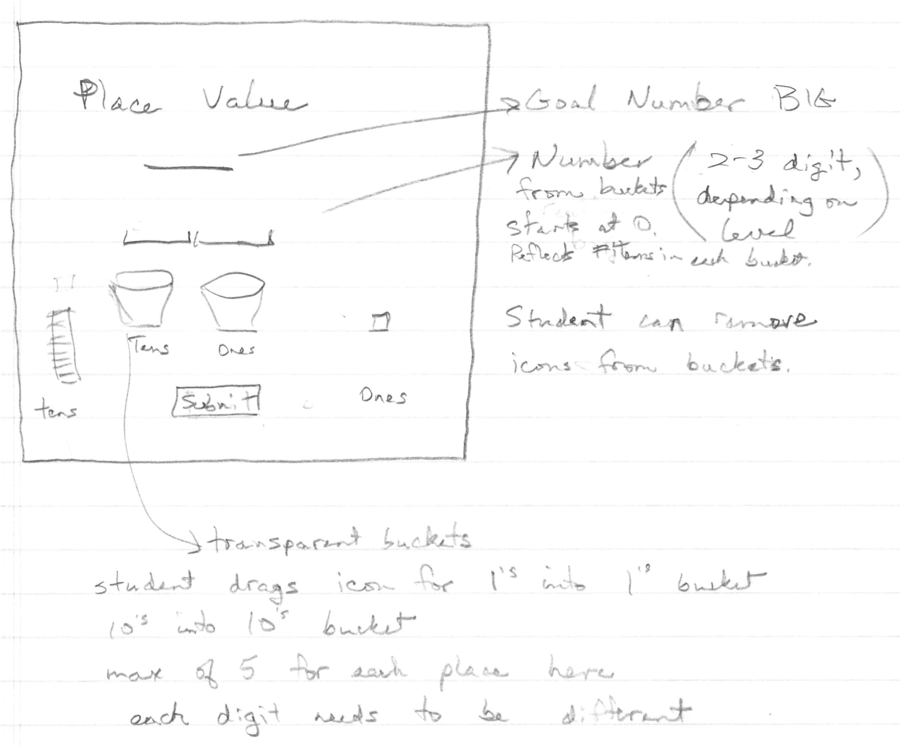 Place Value
Goal Number BIG
Number
from buckets
starts at 0.
Reflects # items in each bucket.
(2-3 digit,
depending on
level)
Tens Ones
tens
Submit
Ones
Student can remove
icons from buckets.
transparent buckets
student drags icon for 1's into 1's bucket
10's into 10's bucket
max of 5 for each place here
each digit needs to be different